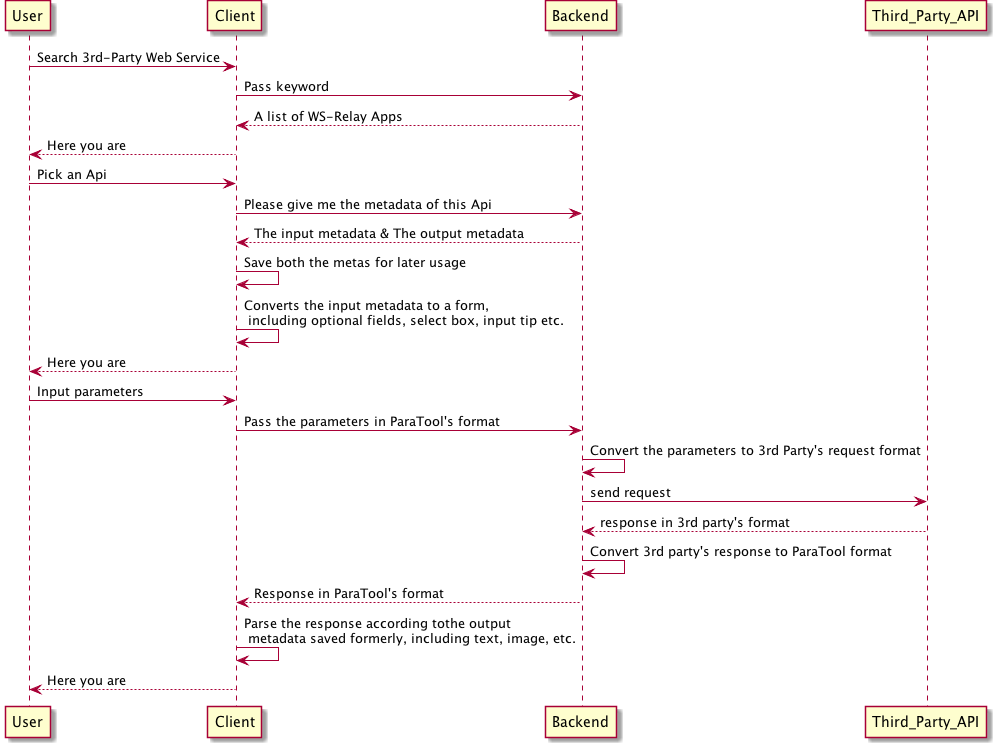 User
Client
Backend
Third_Party_API
Search 3rd-Party Web Service
Pass keyword
A list of WS-Relay Apps
Here you are
Pick an Api
Please give me the metadata of this Api
The input metadata & The output metadata
Save both the metas for later usage
Converts the input metadata to a form,
including optional fields, select box, input tip etc.
Here you are
Input parameters
Pass the parameters in ParaTool's format
Convert the parameters to 3rd Party's request format
send request
response in 3rd party's format
Convert 3rd party's response to ParaTool format
Response in ParaTool's format
Parse the response according tothe output
metadata saved formerly, including text, image, etc.
Here you are
User
Client
Backend
Third_Party_API